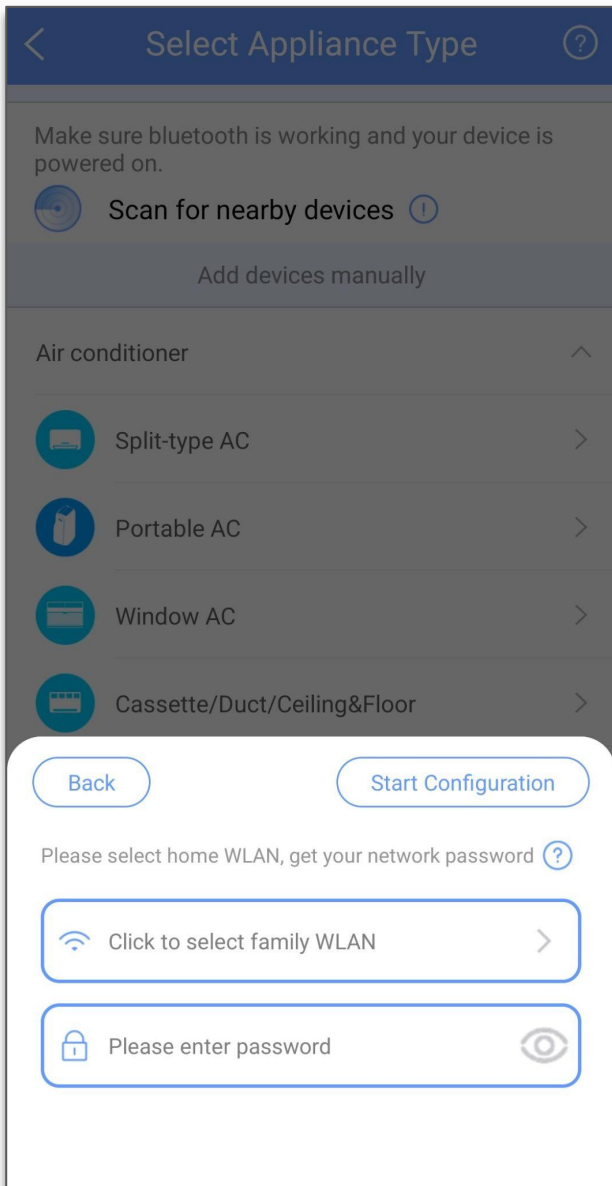 Select Appliance Type
Make sure bluetooth is working and your device is
powered on.
Scan for nearby devices
Add devices manually
Air conditioner
Split-type AC
Portable AC
Window AC
Cassette/Duct/Ceiling&Floor
Back
Start Configuration
Please select home WLAN, get your network password
Click to select family WLAN
Please enter password